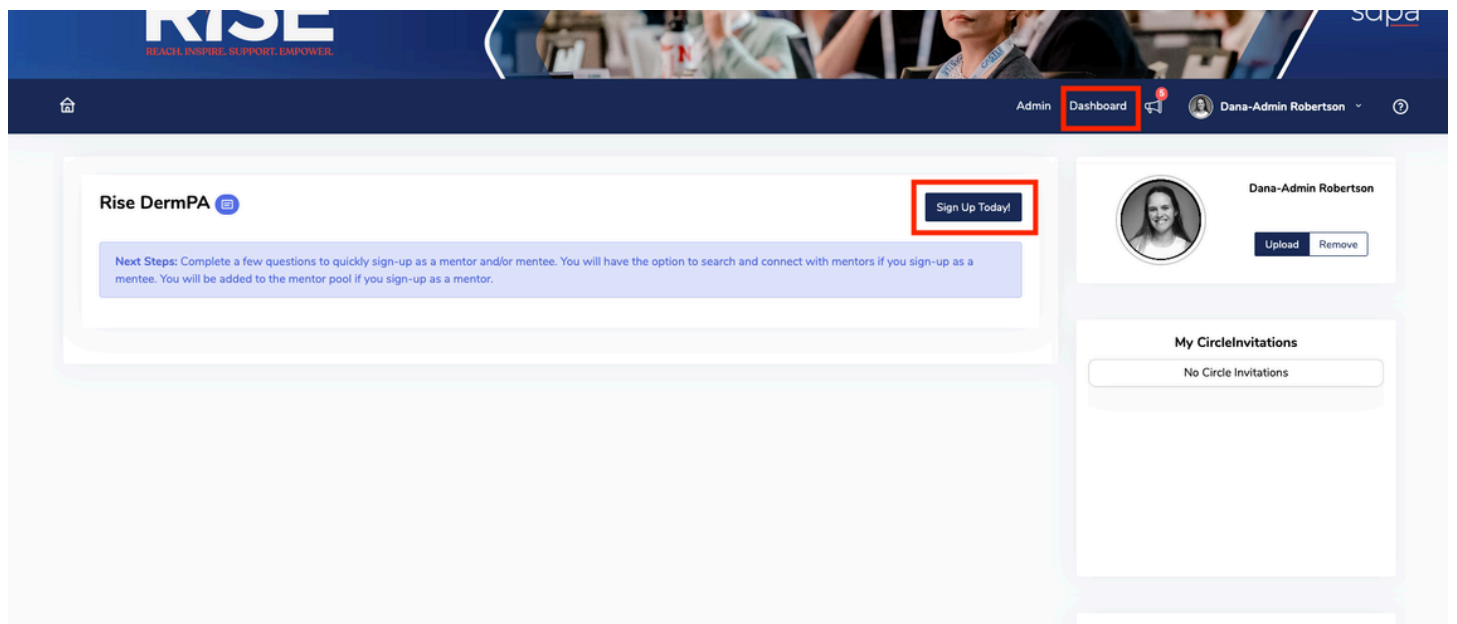 RISE
sdpa
REACH. INSPIRE. SUPPORT. EMPOWER.
N
Admin Dashboard 5 Dana-Admin Robertson
Rise DermPA
Sign Up Today!
Next Steps: Complete a few questions to quickly sign-up as a mentor and/or mentee. You will have the option to search and connect with mentors if you sign-up as a
mentee. You will be added to the mentor pool if you sign-up as a mentor.
Dana-Admin Robertson
Upload Remove
My CircleInvitations
No Circle Invitations